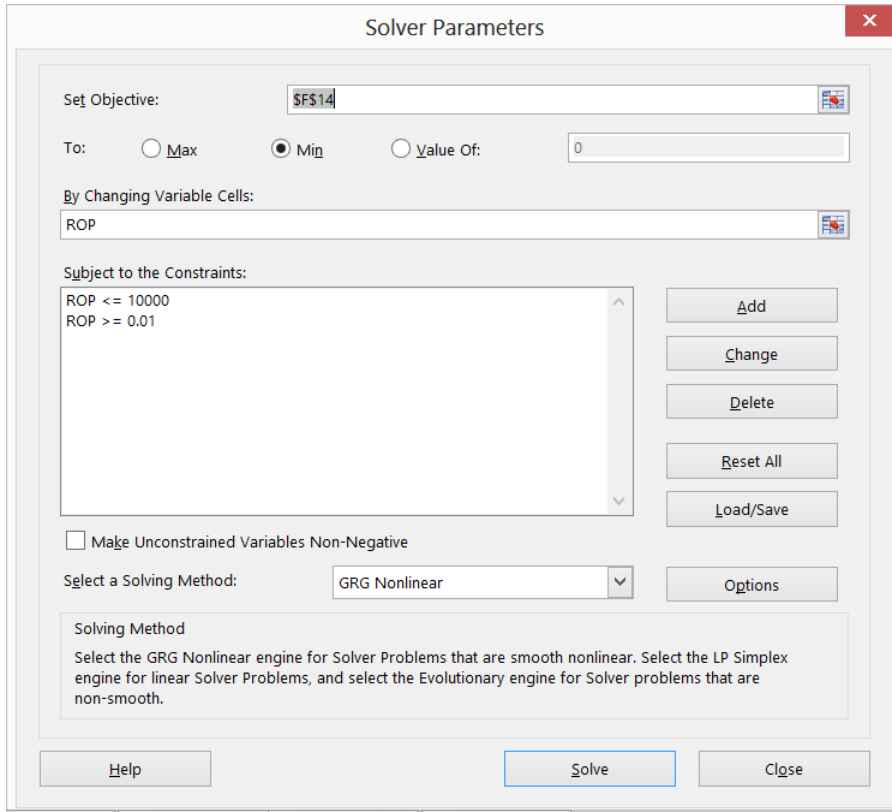 Solver Parameters
Set Objective: $F$14
To: Max Min Value Of: 0
By Changing Variable Cells:
ROP
Subject to the Constraints:
ROP <= 10000
ROP >= 0.01
Add
Change
Delete
Reset All
Load/Save
Make Unconstrained Variables Non-Negative
Select a Solving Method: GRG Nonlinear Options
Solving Method
Select the GRG Nonlinear engine for Solver Problems that are smooth nonlinear. Select the LP Simplex
engine for linear Solver Problems, and select the Evolutionary engine for Solver problems that are
non-smooth.
Help Solve Close